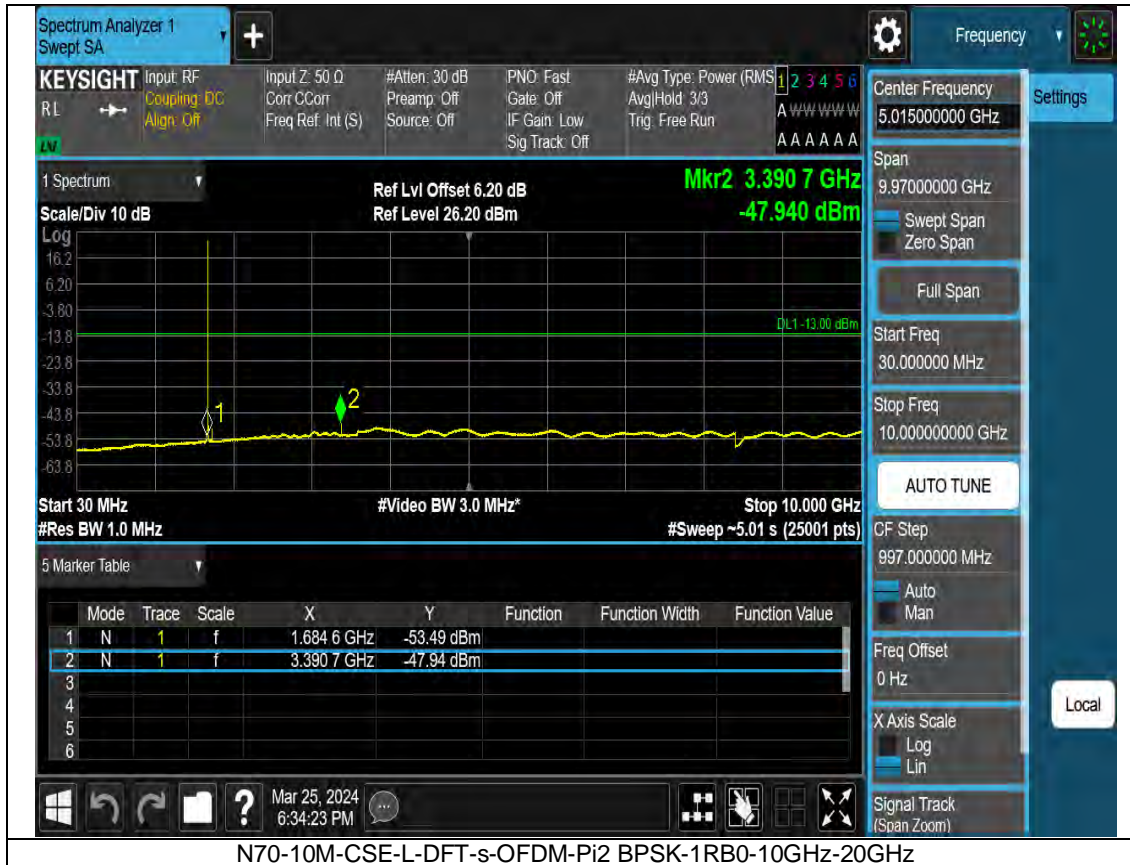 Spectrum Analyzer 1
Swept SA
+
Frequency
KEYSIGHT
RL
LNI
Input: RF
Coupling: DC
Align: Off
Input Z: 50 Ω
Corr CCorr
Freq Ref: Int (S)
#Atten: 30 dB
Preamp: Off
Source: Off
PNO: Fast
Gate: Off
IF Gain: Low
Sig Track: Off
#Avg Type: Power (RMS
Avg|Hold: 3/3
Trig: Free Run
1 2 3 4 5 6
A W W W W W
A A A A A A
Center Frequency
5.015000000 GHz
Settings
1 Spectrum
Scale/Div 10 dB
Ref Lvl Offset 6.20 dB
Ref Level 26.20 dBm
Mkr2 3.390 7 GHz
-47.940 dBm
Span
9.97000000 GHz
Swept Span
Zero Span
Full Span
Log
16.2
6.20
-3.80
-13.8
-23.8
-33.8
-43.8
-53.8
-63.8
DL1 -13.00 dBm
1
2
Start Freq
30.000000 MHz
Stop Freq
10.000000000 GHz
AUTO TUNE
Start 30 MHz
#Res BW 1.0 MHz
#Video BW 3.0 MHz*
Stop 10.000 GHz
#Sweep ~5.01 s (25001 pts)
CF Step
997.000000 MHz
Auto
Man
5 Marker Table
Mode Trace Scale X Y Function Function Width Function Value
1 N 1 f 1.684 6 GHz -53.49 dBm
2 N 1 f 3.390 7 GHz -47.94 dBm
3
4
5
6
Freq Offset
0 Hz
X Axis Scale
Log
Lin
Local
Signal Track
(Span Zoom)
?
Mar 25, 2024
6:34:23 PM
N70-10M-CSE-L-DFT-s-OFDM-Pi2 BPSK-1RB0-10GHz-20GHz